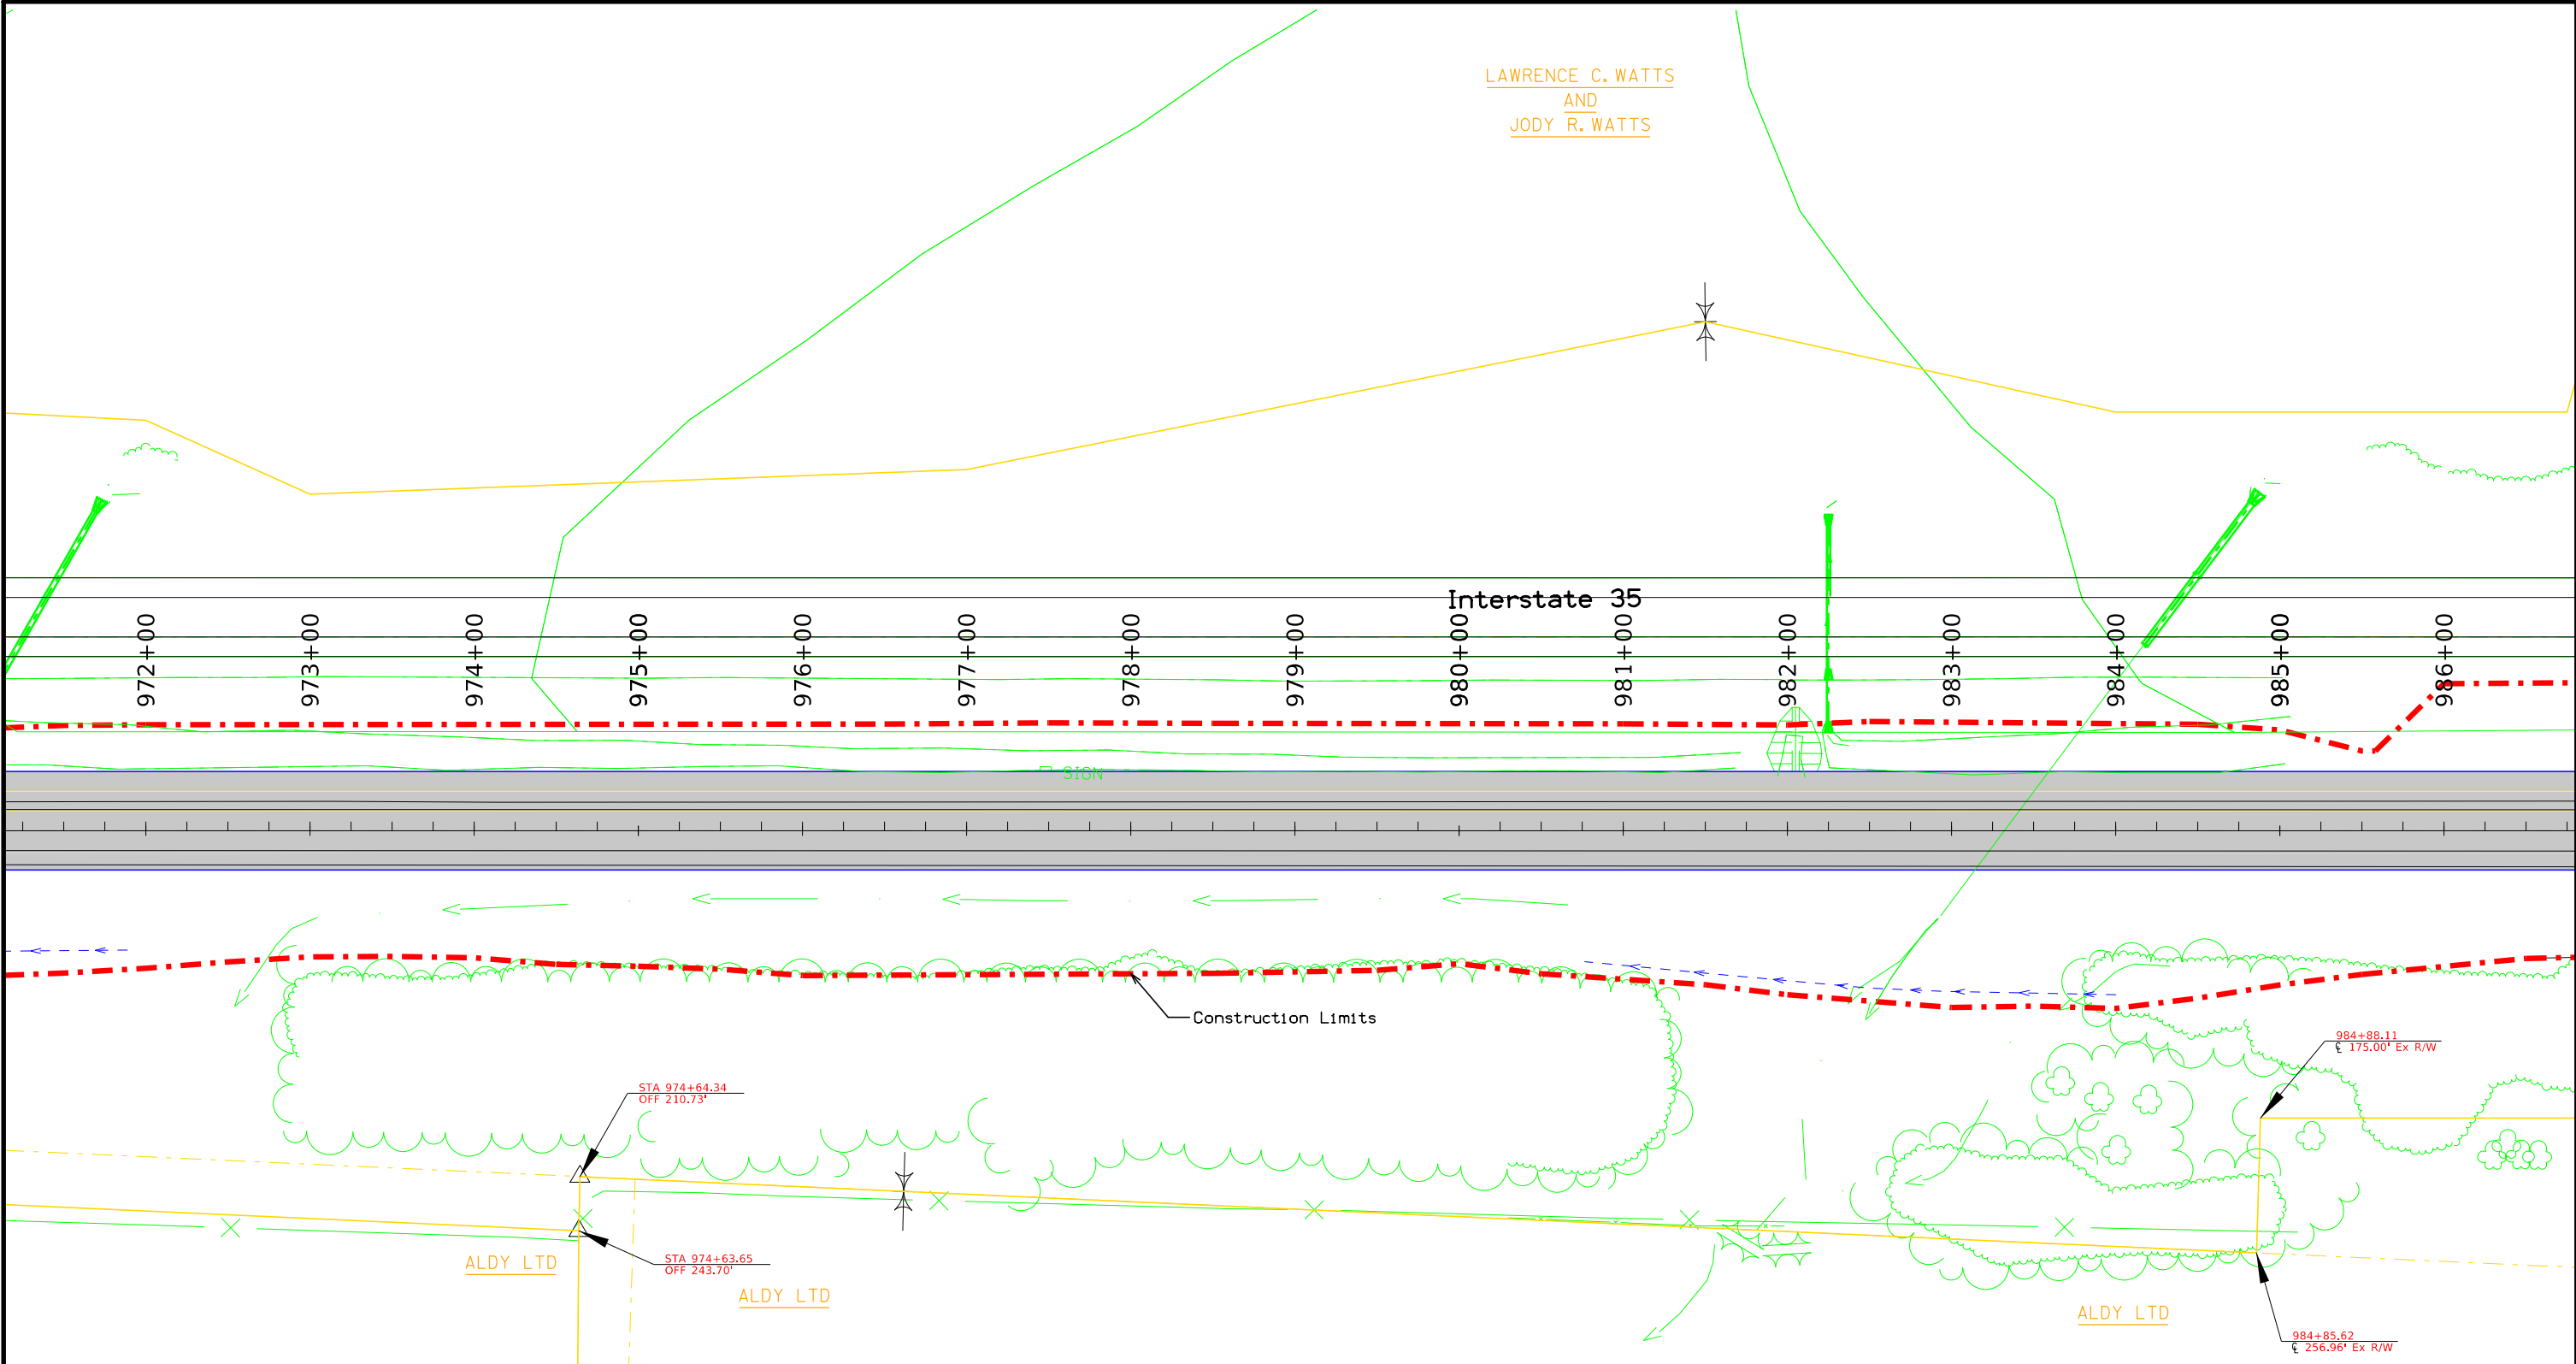 LAWRENCE C. WATTS
AND
JODY R. WATTS
Interstate 35
972+00
973+00
974+00
975+00
976+00
977+00
978+00
979+00
980+00
981+00
982+00
983+00
984+00
985+00
986+00
SIGN
Construction Limits
984+88.11
℄ 175.00' Ex R/W
STA 974+64.34
OFF 210.73'
STA 974+63.65
OFF 243.70'
ALDY LTD
ALDY LTD
ALDY LTD
984+85.62
℄ 256.96' Ex R/W